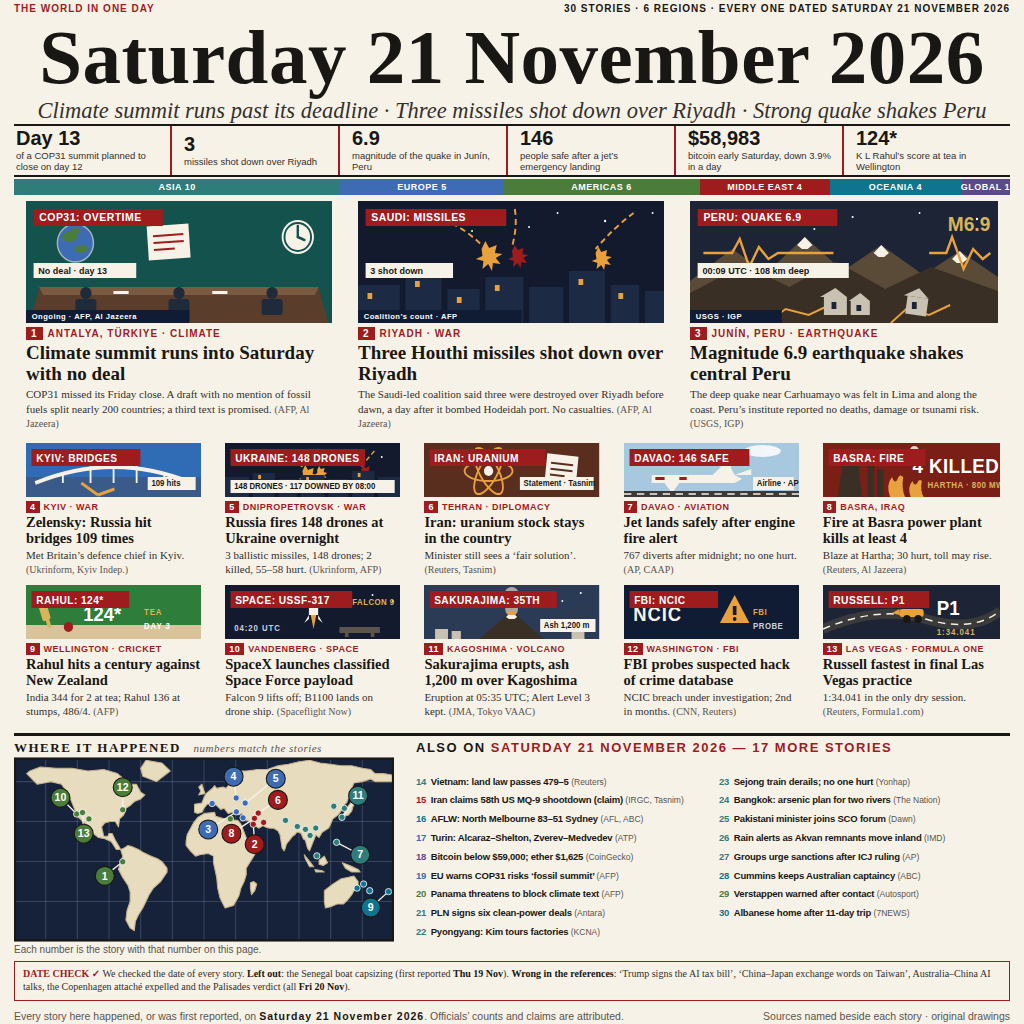 THE WORLD IN ONE DAY
30 STORIES · 6 REGIONS · EVERY ONE DATED SATURDAY 21 NOVEMBER 2026
Saturday 21 November 2026
Climate summit runs past its deadline · Three missiles shot down over Riyadh · Strong quake shakes Peru
Day 13
of a COP31 summit planned to
close on day 12
3
missiles shot down over Riyadh
6.9
magnitude of the quake in Junín,
Peru
146
people safe after a jet's
emergency landing
$58,983
bitcoin early Saturday, down 3.9%
in a day
124*
K L Rahul's score at tea in
Wellington
ASIA 10
EUROPE 5
AMERICAS 6
MIDDLE EAST 4
OCEANIA 4
GLOBAL 1
COP31: OVERTIME
No deal · day 13
Ongoing · AFP, Al Jazeera
1 ANTALYA, TÜRKIYE · CLIMATE
Climate summit runs into Saturday
with no deal
COP31 missed its Friday close. A draft with no mention of fossil
fuels split nearly 200 countries; a third text is promised. (AFP, Al
Jazeera)
SAUDI: MISSILES
3 shot down
Coalition's count · AFP
2 RIYADH · WAR
Three Houthi missiles shot down over
Riyadh
The Saudi-led coalition said three were destroyed over Riyadh before
dawn, a day after it bombed Hodeidah port. No casualties. (AFP, Al
Jazeera)
PERU: QUAKE 6.9
M6.9
00:09 UTC · 108 km deep
USGS · IGP
3 JUNÍN, PERU · EARTHQUAKE
Magnitude 6.9 earthquake shakes
central Peru
The deep quake near Carhuamayo was felt in Lima and along the
coast. Peru's institute reported no deaths, damage or tsunami risk.
(USGS, IGP)
KYIV: BRIDGES
109 hits
4 KYIV · WAR
Zelensky: Russia hit
bridges 109 times
Met Britain's defence chief in Kyiv.
(Ukrinform, Kyiv Indep.)
UKRAINE: 148 DRONES
148 DRONES · 117 DOWNED BY 08:00
5 DNIPROPETROVSK · WAR
Russia fires 148 drones at
Ukraine overnight
3 ballistic missiles, 148 drones; 2
killed, 55–58 hurt. (Ukrinform, AFP)
IRAN: URANIUM
Statement · Tasnim
6 TEHRAN · DIPLOMACY
Iran: uranium stock stays
in the country
Minister still sees a ‘fair solution’.
(Reuters, Tasnim)
DAVAO: 146 SAFE
Airline · AP
7 DAVAO · AVIATION
Jet lands safely after engine
fire alert
767 diverts after midnight; no one hurt.
(AP, CAAP)
BASRA: FIRE
4 KILLED
HARTHA · 800 MW
8 BASRA, IRAQ
Fire at Basra power plant
kills at least 4
Blaze at Hartha; 30 hurt, toll may rise.
(Reuters, Al Jazeera)
RAHUL: 124*
124*
TEA
DAY 3
9 WELLINGTON · CRICKET
Rahul hits a century against
New Zealand
India 344 for 2 at tea; Rahul 136 at
stumps, 486/4. (AFP)
SPACE: USSF-317
FALCON 9
04:20 UTC
10 VANDENBERG · SPACE
SpaceX launches classified
Space Force payload
Falcon 9 lifts off; B1100 lands on
drone ship. (Spaceflight Now)
SAKURAJIMA: 35TH
Ash 1,200 m
11 KAGOSHIMA · VOLCANO
Sakurajima erupts, ash
1,200 m over Kagoshima
Eruption at 05:35 UTC; Alert Level 3
kept. (JMA, Tokyo VAAC)
FBI: NCIC
NCIC
FBI
PROBE
12 WASHINGTON · FBI
FBI probes suspected hack
of crime database
NCIC breach under investigation; 2nd
in months. (CNN, Reuters)
RUSSELL: P1
P1
1:34.041
13 LAS VEGAS · FORMULA ONE
Russell fastest in final Las
Vegas practice
1:34.041 in the only dry session.
(Reuters, Formula1.com)
WHERE IT HAPPENED numbers match the stories
10
12
13
1
4
5
6
3
8
2
11
7
9
Each number is the story with that number on this page.
ALSO ON SATURDAY 21 NOVEMBER 2026 — 17 MORE STORIES
14 Vietnam: land law passes 479–5 (Reuters)
15 Iran claims 58th US MQ-9 shootdown (claim) (IRGC, Tasnim)
16 AFLW: North Melbourne 83–51 Sydney (AFL, ABC)
17 Turin: Alcaraz–Shelton, Zverev–Medvedev (ATP)
18 Bitcoin below $59,000; ether $1,625 (CoinGecko)
19 EU warns COP31 risks ‘fossil summit’ (AFP)
20 Panama threatens to block climate text (AFP)
21 PLN signs six clean-power deals (Antara)
22 Pyongyang: Kim tours factories (KCNA)
23 Sejong train derails; no one hurt (Yonhap)
24 Bangkok: arsenic plan for two rivers (The Nation)
25 Pakistani minister joins SCO forum (Dawn)
26 Rain alerts as Akvan remnants move inland (IMD)
27 Groups urge sanctions after ICJ ruling (AP)
28 Cummins keeps Australian captaincy (ABC)
29 Verstappen warned after contact (Autosport)
30 Albanese home after 11-day trip (7NEWS)
DATE CHECK ✓ We checked the date of every story. Left out: the Senegal boat capsizing (first reported Thu 19 Nov). Wrong in the references: ‘Trump signs the AI tax bill’, ‘China–Japan exchange words on Taiwan’, Australia–China AI
talks, the Copenhagen attaché expelled and the Palisades verdict (all Fri 20 Nov).
Every story here happened, or was first reported, on Saturday 21 November 2026. Officials' counts and claims are attributed.
Sources named beside each story · original drawings